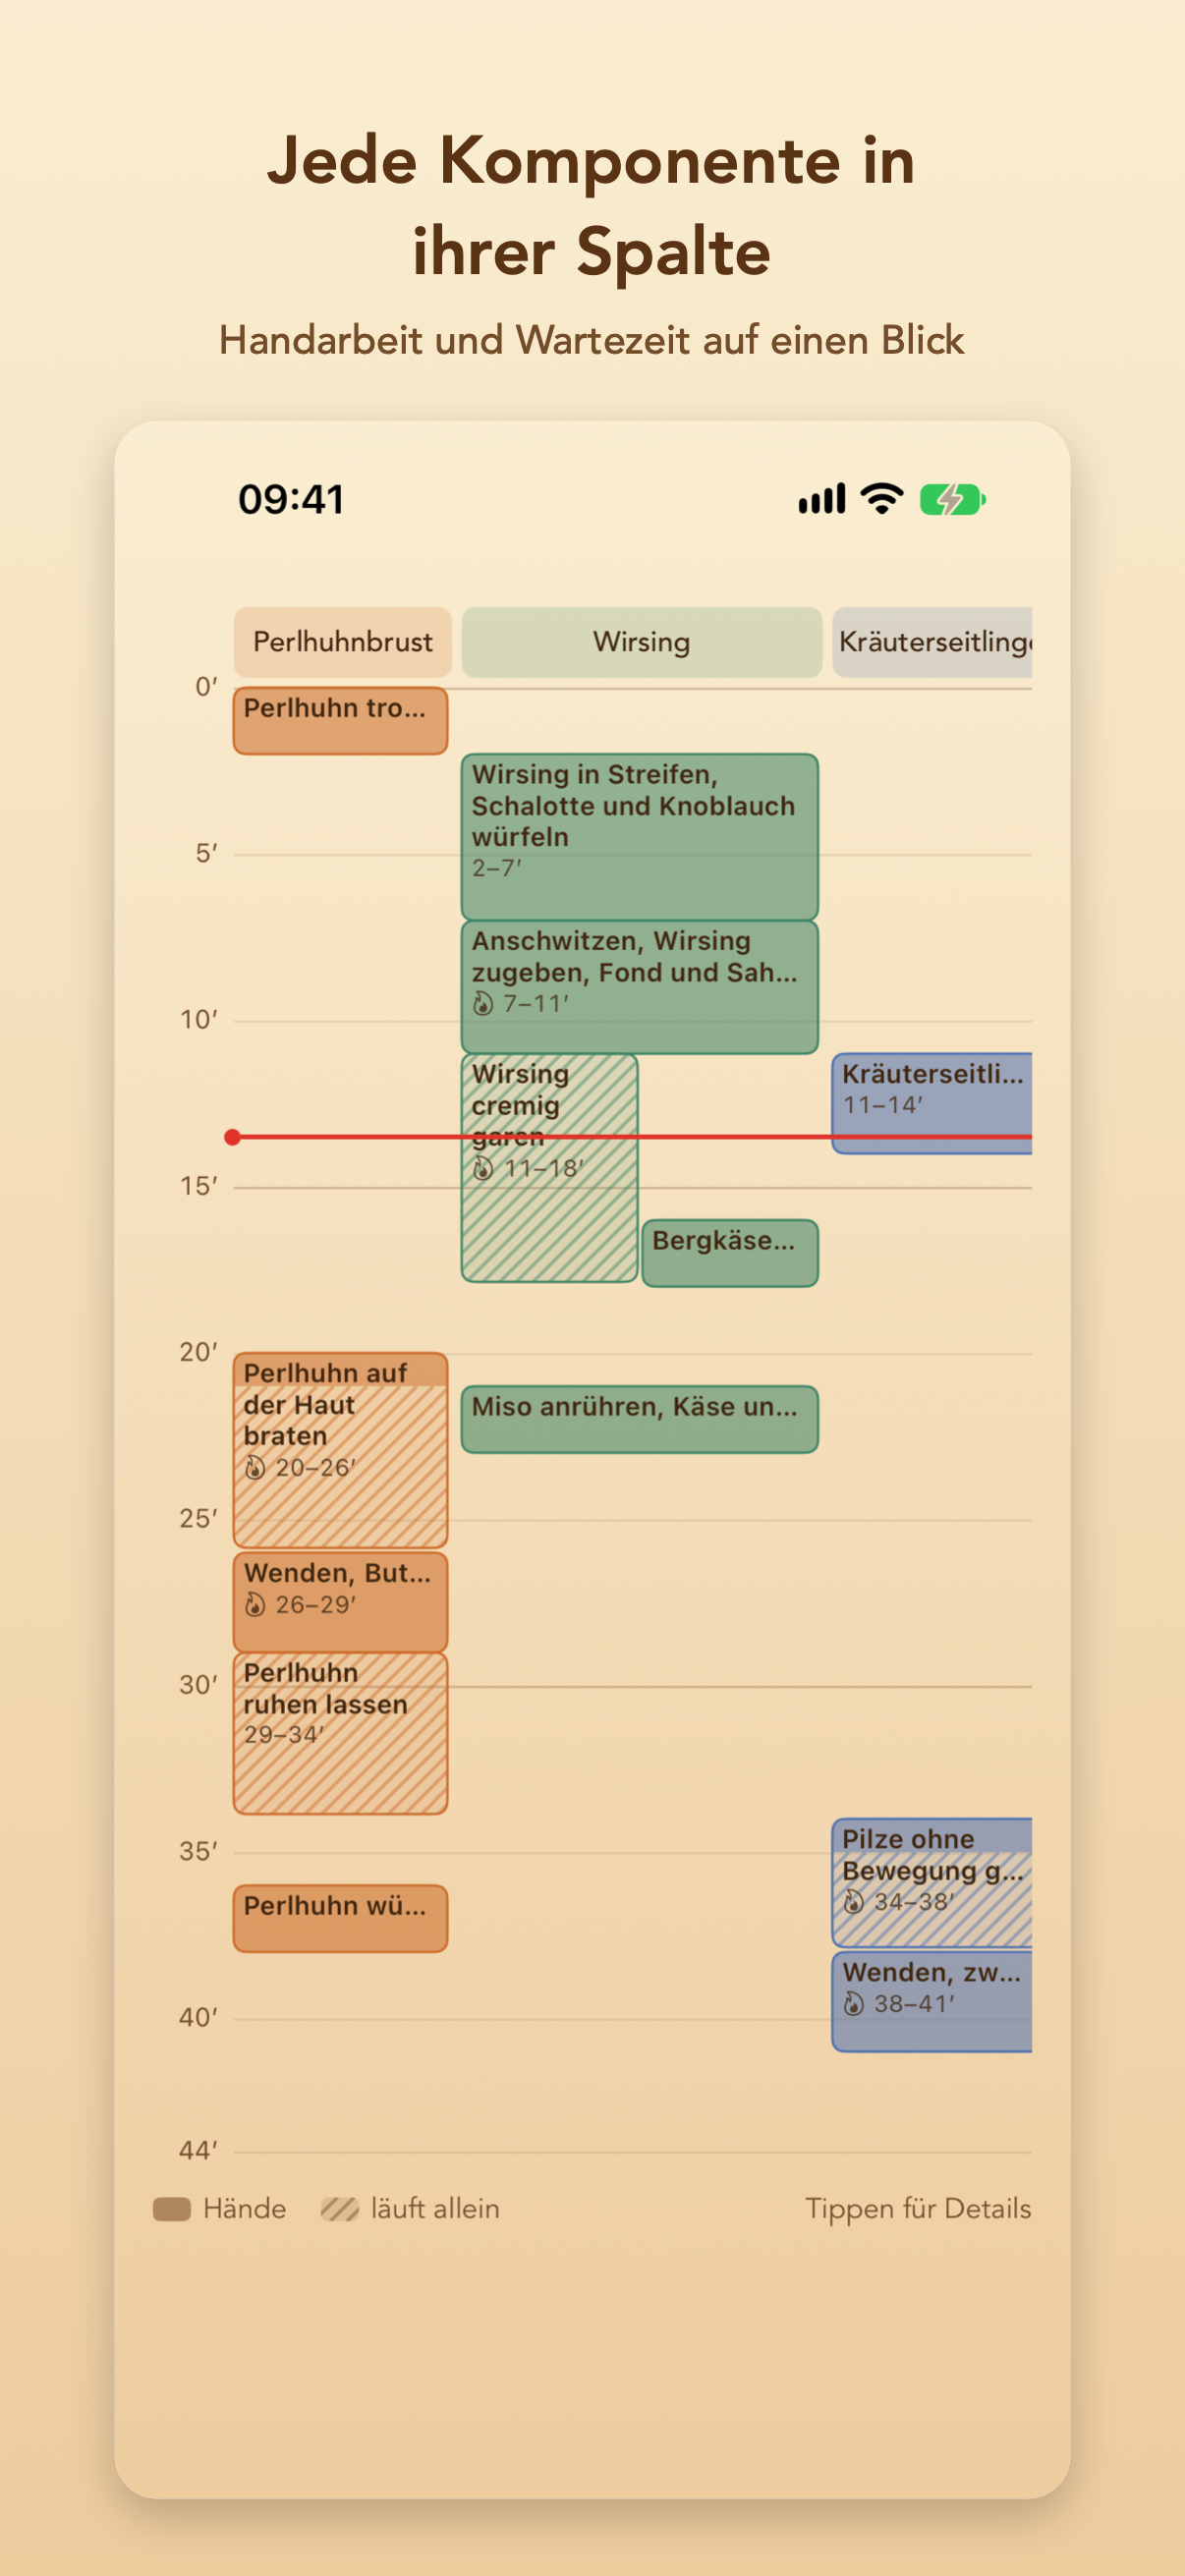 Jede Komponente in
ihrer Spalte
Handarbeit und Wartezeit auf einen Blick
09:41
Perlhuhnbrust
Wirsing
Kräuterseitlinge
0′
Perlhuhn tro...
Wirsing in Streifen,
Schalotte und Knoblauch
würfeln
2–7′
5′
Anschwitzen, Wirsing
zugeben, Fond und Sah...
7–11′
10′
Wirsing
cremig
garen
11–18′
Kräuterseitli...
11–14′
15′
Bergkäse...
20′
Perlhuhn auf
der Haut
braten
20–26′
Miso anrühren, Käse un...
25′
Wenden, But...
26–29′
Perlhuhn
ruhen lassen
29–34′
30′
Pilze ohne
Bewegung g...
34–38′
35′
Perlhuhn wü...
Wenden, zw...
38–41′
40′
44′
Hände
läuft allein
Tippen für Details